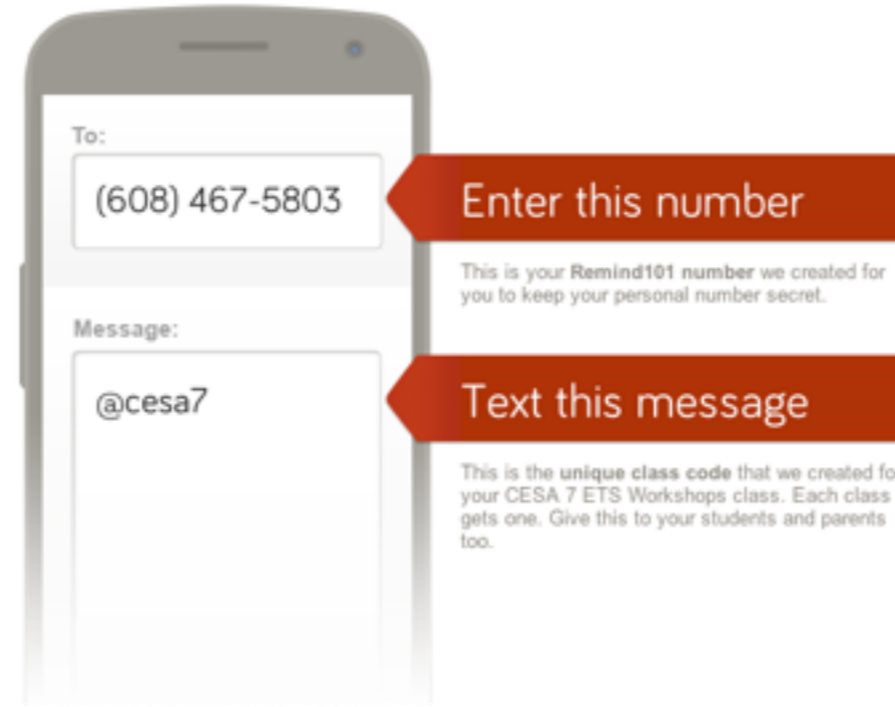 To:
(608) 467-5803
Enter this number
This is your Remind101 number we created for
you to keep your personal number secret.
Message:
@cesa7
Text this message
This is the unique class code that we created fo
your CESA 7 ETS Workshops class. Each class
gets one. Give this to your students and parents
too.